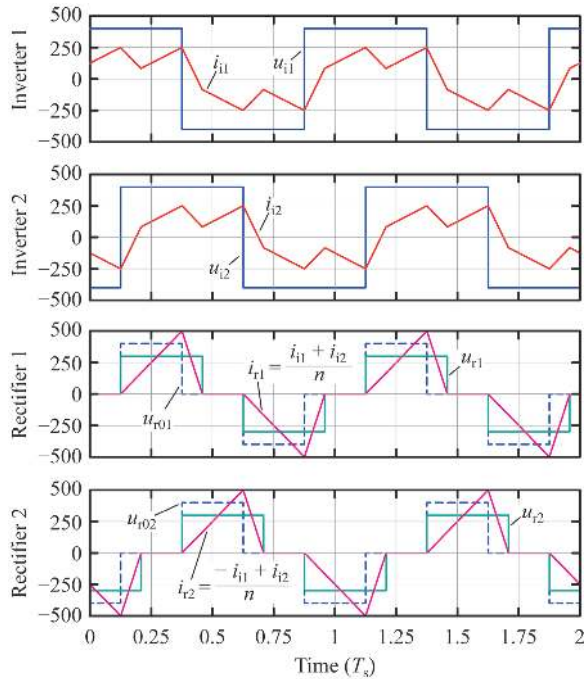 500
250
0
−250
−500
Inverter 1
i_i1
u_i1
500
250
0
−250
−500
Inverter 2
i_i2
u_i2
500
250
0
−250
−500
Rectifier 1
u_r01
i_r1 = (i_i1 + i_i2)/n
u_r1
500
250
0
−250
−500
Rectifier 2
u_r02
i_r2 = (−i_i1 + i_i2)/n
u_r2
0 0.25 0.5 0.75 1 1.25 1.5 1.75 2
Time (T_s)